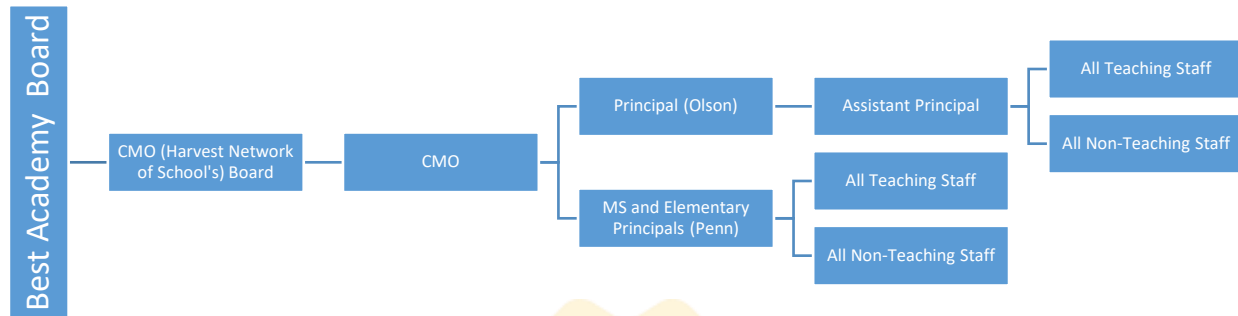 Best Academy Board
CMO (Harvest Network
of School's) Board
CMO
Principal (Olson)
Assistant Principal
All Teaching Staff
All Non-Teaching Staff
MS and Elementary
Principals (Penn)
All Teaching Staff
All Non-Teaching Staff